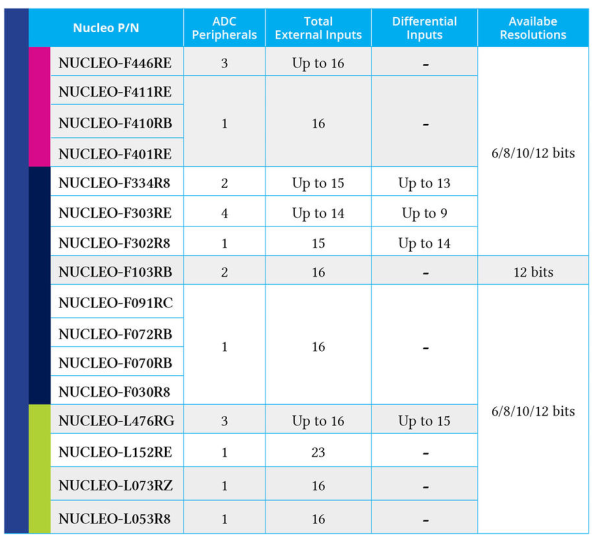 Nucleo P/N ADC Peripherals Total External Inputs Differential Inputs Availabe Resolutions
NUCLEO-F446RE 3 Up to 16 - 6/8/10/12 bits
NUCLEO-F411RE 1 16 -
NUCLEO-F410RB
NUCLEO-F401RE
NUCLEO-F334R8 2 Up to 15 Up to 13
NUCLEO-F303RE 4 Up to 14 Up to 9
NUCLEO-F302R8 1 15 Up to 14
NUCLEO-F103RB 2 16 - 12 bits
NUCLEO-F091RC 1 16 - 6/8/10/12 bits
NUCLEO-F072RB
NUCLEO-F070RB
NUCLEO-F030R8
NUCLEO-L476RG 3 Up to 16 Up to 15
NUCLEO-L152RE 1 23 -
NUCLEO-L073RZ 1 16 -
NUCLEO-L053R8 1 16 -